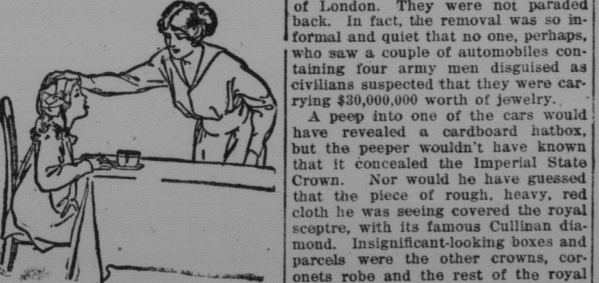 of London. They were not paraded
back. In fact, the removal was so in-
formal and quiet that no one, perhaps,
who saw a couple of automobiles con-
taining four army men disguised as
civilians suspected that they were car-
rying $30,000,000 worth of jewelry.
A peep into one of the cars would
have revealed a cardboard hatbox,
but the peeper wouldn't have known
that it concealed the Imperial State
Crown. Nor would he have guessed
that the piece of rough, heavy, red
cloth he was seeing covered the royal
sceptre, with its famous Cullinan dia-
mond. Insignificant-looking boxes and
parcels were the other crowns, cor-
onets robe and the rest of the royal